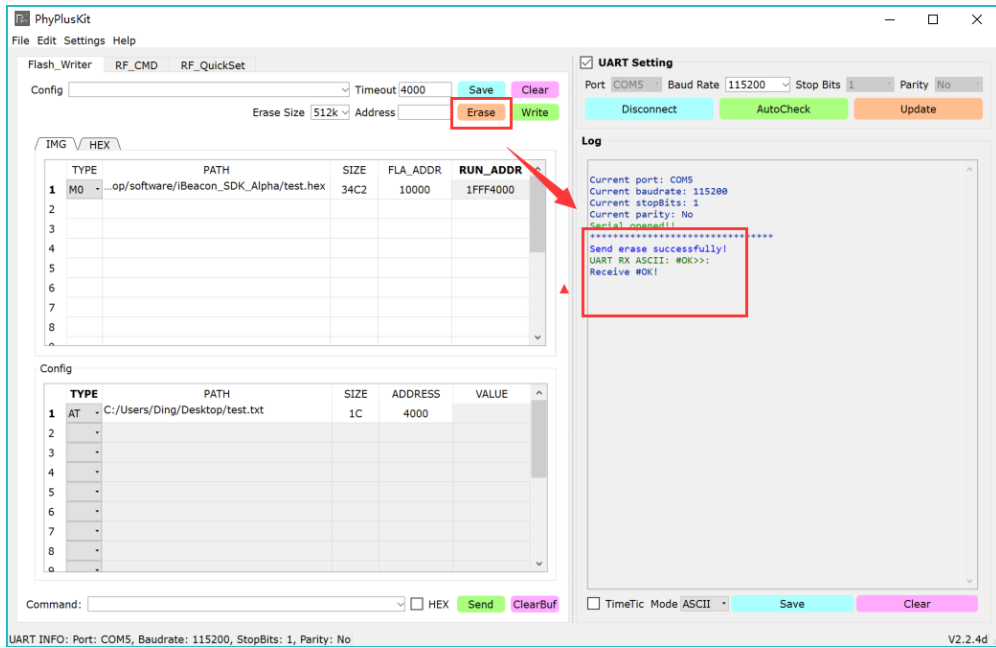 PhyPlusKit
File Edit Settings Help
Flash_Writer RF_CMD RF_QuickSet
Config Timeout 4000 Save Clear
Erase Size 512k Address Erase Write
IMG HEX
TYPE PATH SIZE FLA_ADDR RUN_ADDR
1 M0 ...op/software/iBeacon_SDK_Alpha/test.hex 34C2 10000 1FFF4000
2
3
4
5
6
7
8
Config
TYPE PATH SIZE ADDRESS VALUE
1 AT C:/Users/Ding/Desktop/test.txt 1C 4000
2
3
4
5
6
7
8
9
Command: HEX Send ClearBuf
UART Setting
Port COM5 Baud Rate 115200 Stop Bits 1 Parity No
Disconnect AutoCheck Update
Log
Current port: COM5
Current baudrate: 115200
Current stopBits: 1
Current parity: No
Serial opened!!
*********************************
Send erase successfully!
UART RX ASCII: #OK>>:
Receive #OK!
TimeTic Mode ASCII Save Clear
UART INFO: Port: COM5, Baudrate: 115200, StopBits: 1, Parity: No V2.2.4d